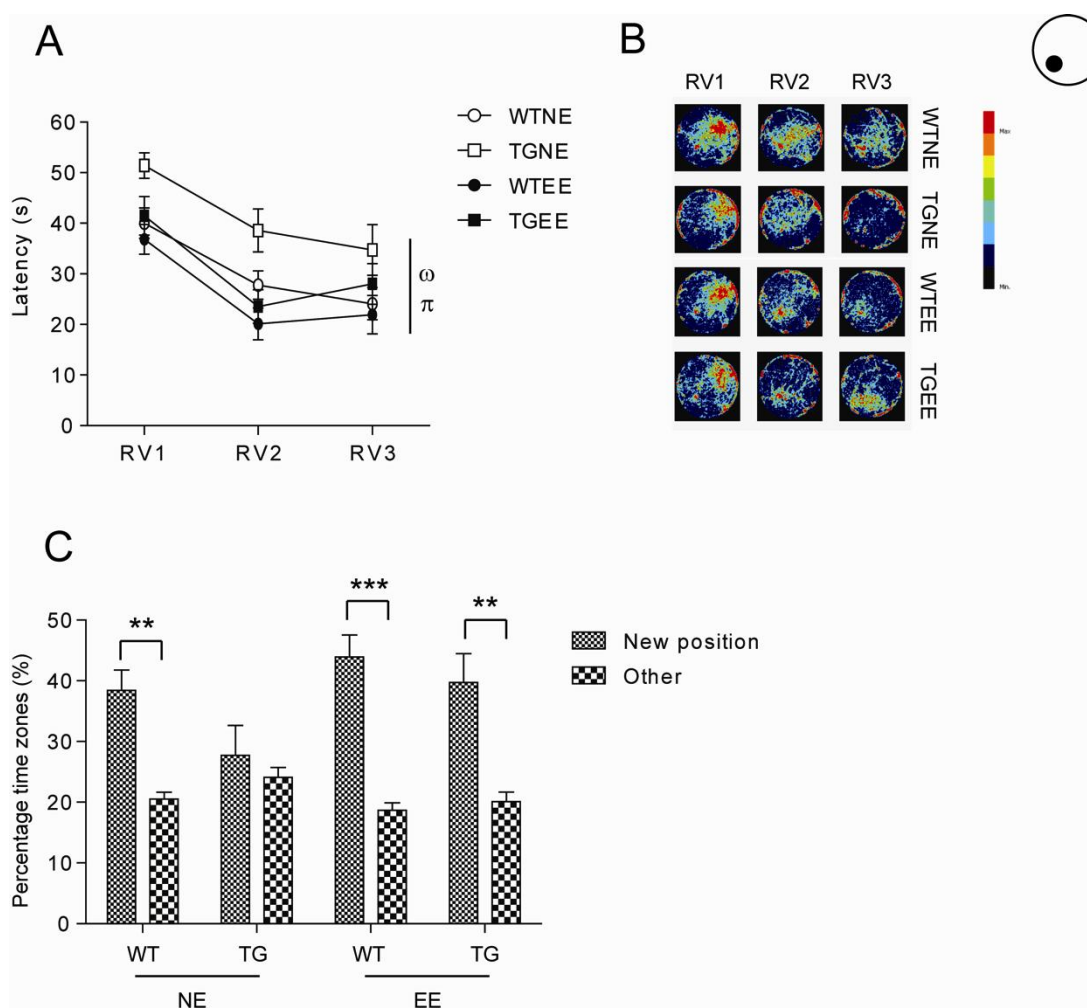 A
60
50
40
30
20
10
0
Latency (s)
RV1 RV2 RV3
WTNE
TGNE
WTEE
TGEE
ω
π
B
RV1 RV2 RV3
WTNE
TGNE
WTEE
TGEE
Max
Min.
C
50
40
30
20
10
0
Percentage time zones (%)
** *** **
New position
Other
WT TG WT TG
NE EE